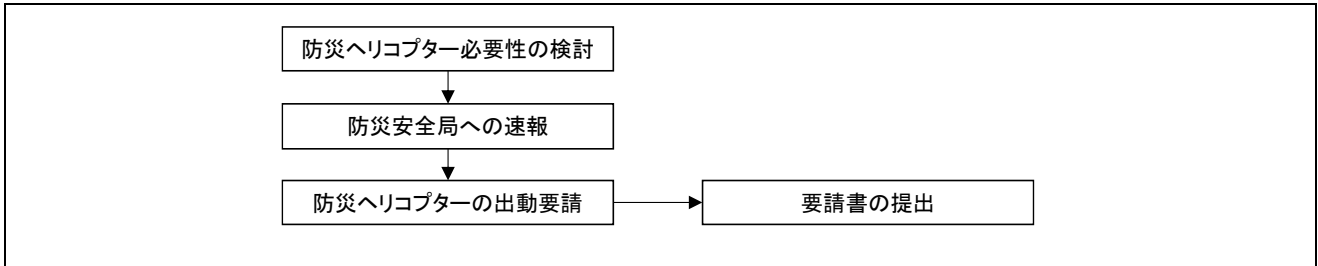 防災ヘリコプター必要性の検討
防災安全局への速報
防災ヘリコプターの出動要請
要請書の提出